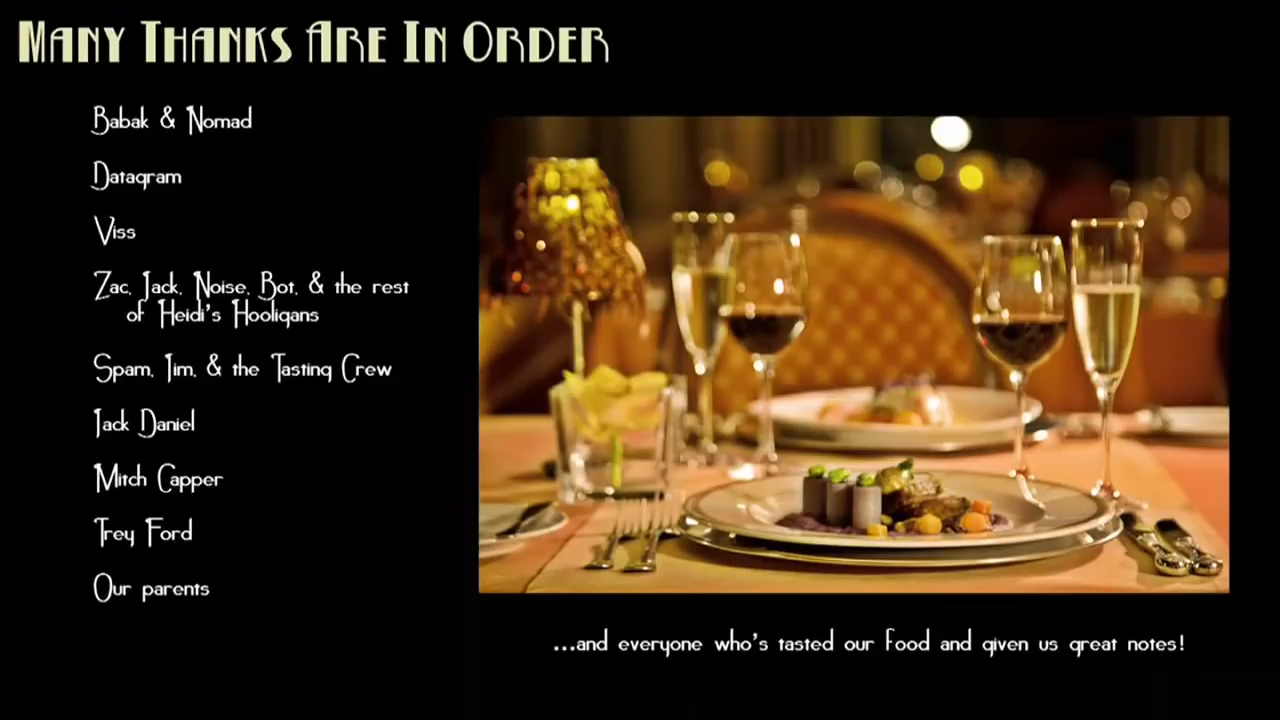 Many Thanks Are In Order
Babak & Nomad
Datagram
Viss
Zac, Jack, Noise, Bot, & the rest
of Heidi's Hooligans
Spam, Jim, & the Tasting Crew
Jack Daniel
Mitch Capper
Trey Ford
Our parents
...and everyone who's tasted our food and given us great notes!